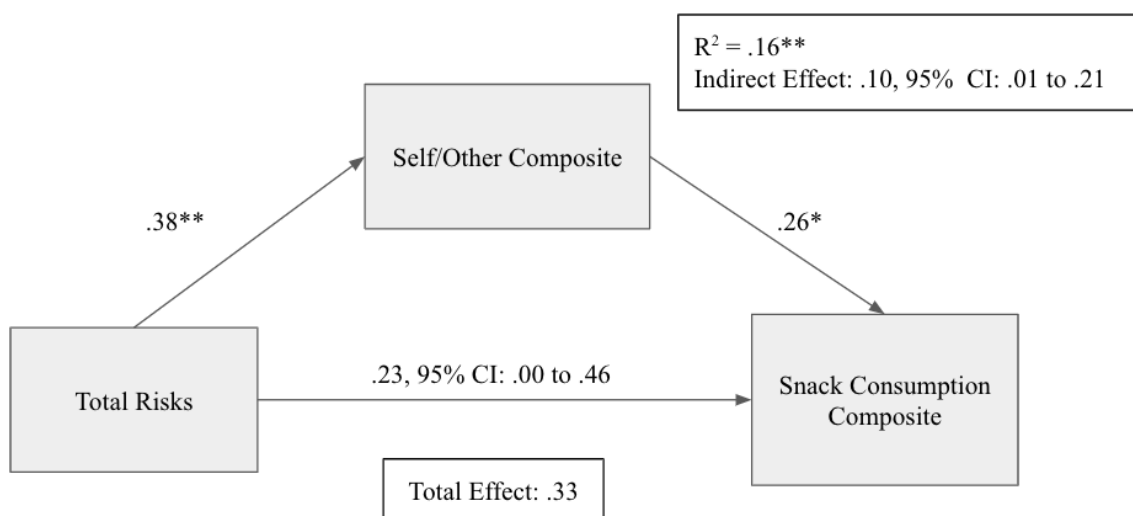 R² = .16**
Indirect Effect: .10, 95% CI: .01 to .21
Self/Other Composite
.38**
.26*
.23, 95% CI: .00 to .46
Total Risks
Snack Consumption
Composite
Total Effect: .33